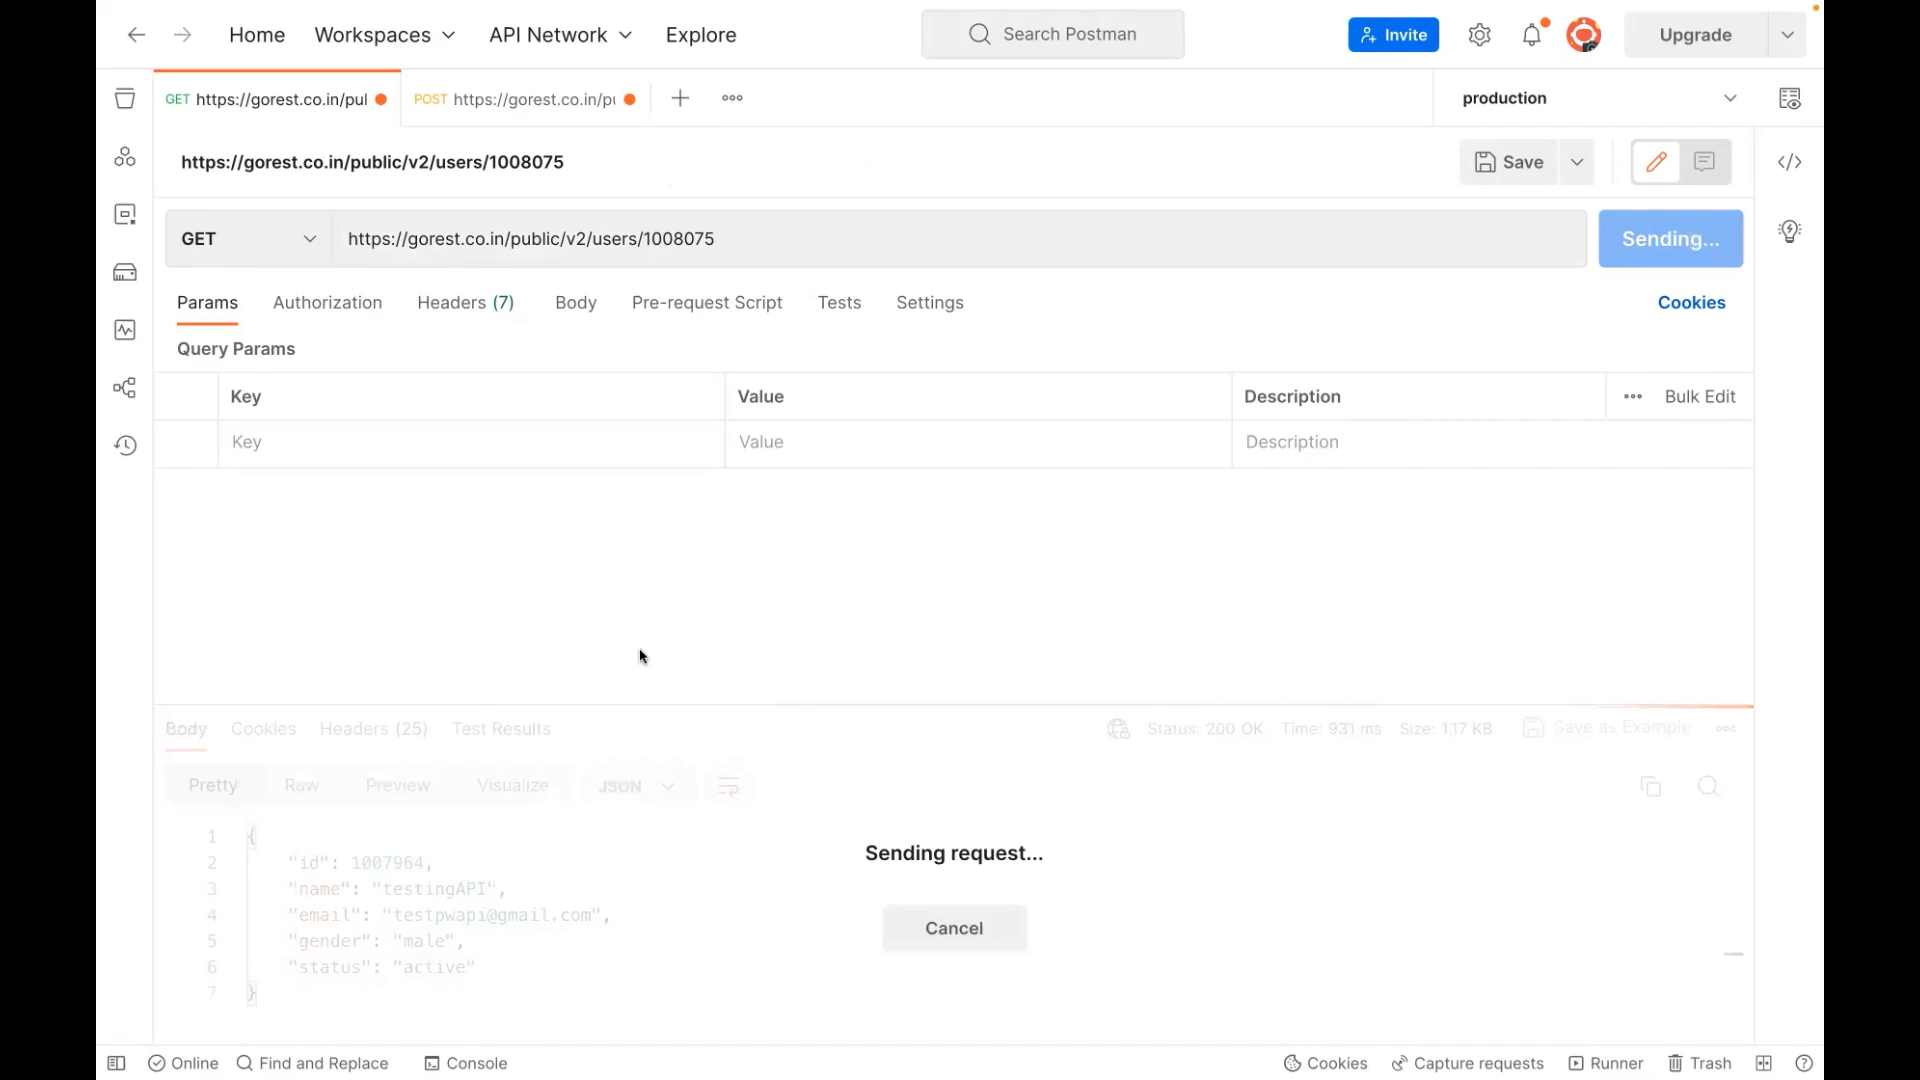 Home Workspaces API Network Explore Search Postman Invite Upgrade
GET https://gorest.co.in/pul POST https://gorest.co.in/pu production
https://gorest.co.in/public/v2/users/1008075 Save
GET https://gorest.co.in/public/v2/users/1008075 Sending...
Params Authorization Headers (7) Body Pre-request Script Tests Settings Cookies
Query Params
Key Value Description Bulk Edit
Key Value Description
Body Cookies Headers (25) Test Results Status: 200 OK Time: 931 ms Size: 1.17 KB Save as Example
Pretty Raw Preview Visualize JSON
1 {
2 "id": 1007964,
3 "name": "testingAPI",
4 "email": "testpwapi@gmail.com",
5 "gender": "male",
6 "status": "active"
7 }
Sending request...
Cancel
Online Find and Replace Console Cookies Capture requests Runner Trash